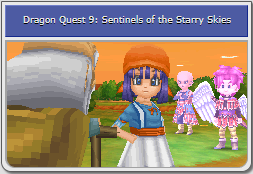 Dragon Quest 9: Sentinels of the Starry Skies